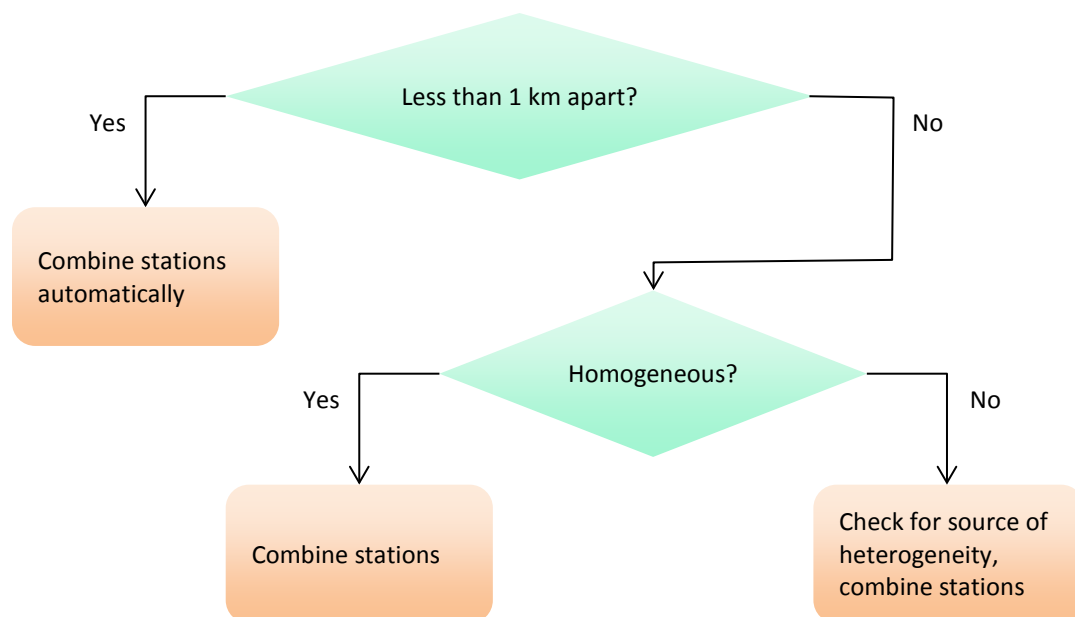 Less than 1 km apart?
Yes
No
Combine stations
automatically
Homogeneous?
Yes
No
Combine stations
Check for source of
heterogeneity,
combine stations